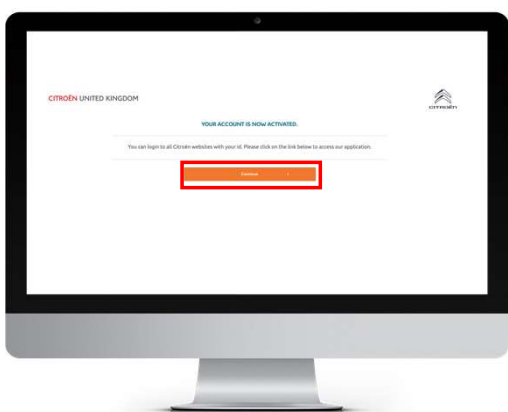 CITROËN UNITED KINGDOM
CITROËN
YOUR ACCOUNT IS NOW ACTIVATED.
You can login to all Citroën websites with your id. Please click on the link below to access our application.
Continue >